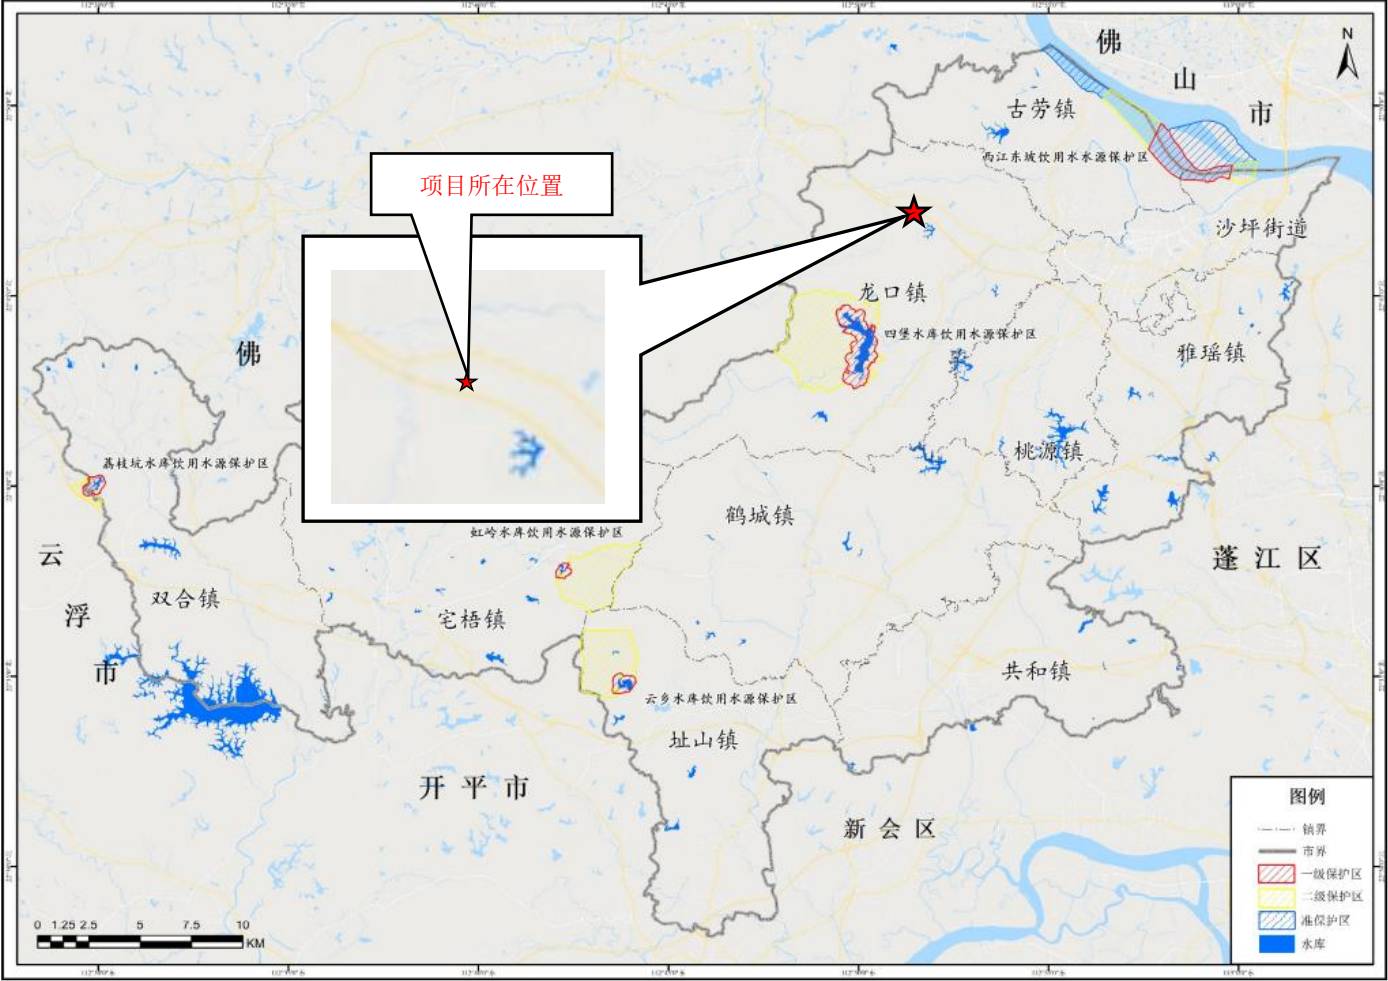 佛
山
市
N
古劳镇
西江东坡饮用水水源保护区
项目所在位置
沙坪街道
龙口镇
四堡水库饮用水源保护区
佛
雅瑶镇
桃源镇
荔枝坑水库饮用水源保护区
鹤城镇
虹岭水库饮用水源保护区
云
浮
市
蓬江区
双合镇
宅梧镇
共和镇
云乡水库饮用水源保护区
址山镇
开平市
新会区
图例
镇界
市界
一级保护区
二级保护区
准保护区
水库
0 1.25 2.5 5 7.5 10
KM